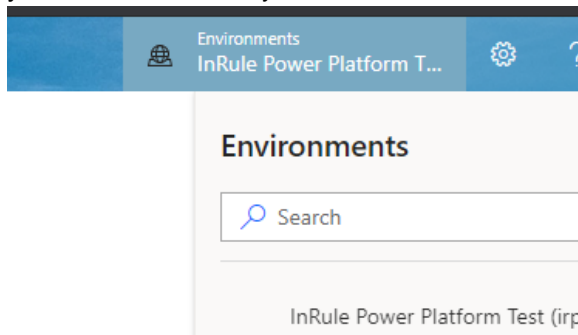 Environments
InRule Power Platform T...
Environments
Search
InRule Power Platform Test (irp